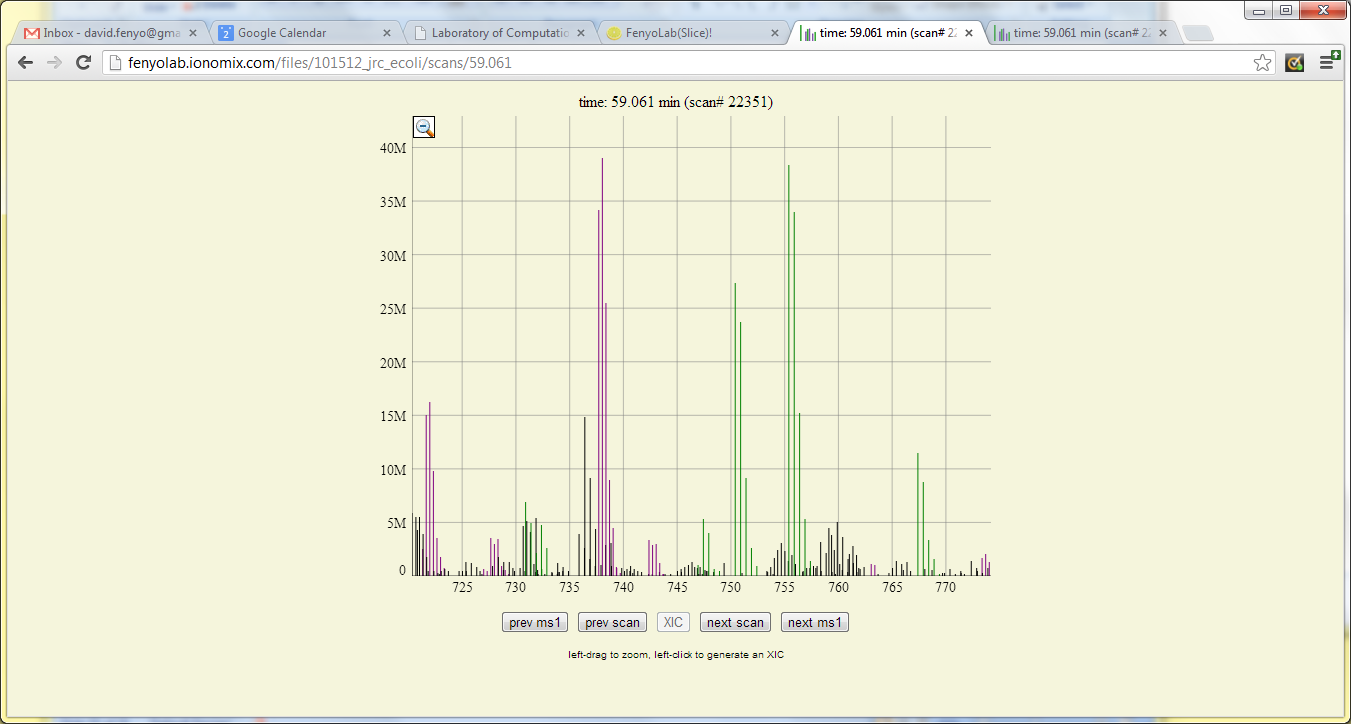 Inbox - david.fenyo@gma
Google Calendar
Laboratory of Computatio
FenyoLab(Slice)!
time: 59.061 min (scan# 22
time: 59.061 min (scan# 22
fenyolab.ionomix.com/files/101512_jrc_ecoli/scans/59.061
time: 59.061 min (scan# 22351)
40M
35M
30M
25M
20M
15M
10M
5M
0
725 730 735 740 745 750 755 760 765 770
prev ms1 prev scan XIC next scan next ms1
left-drag to zoom, left-click to generate an XIC